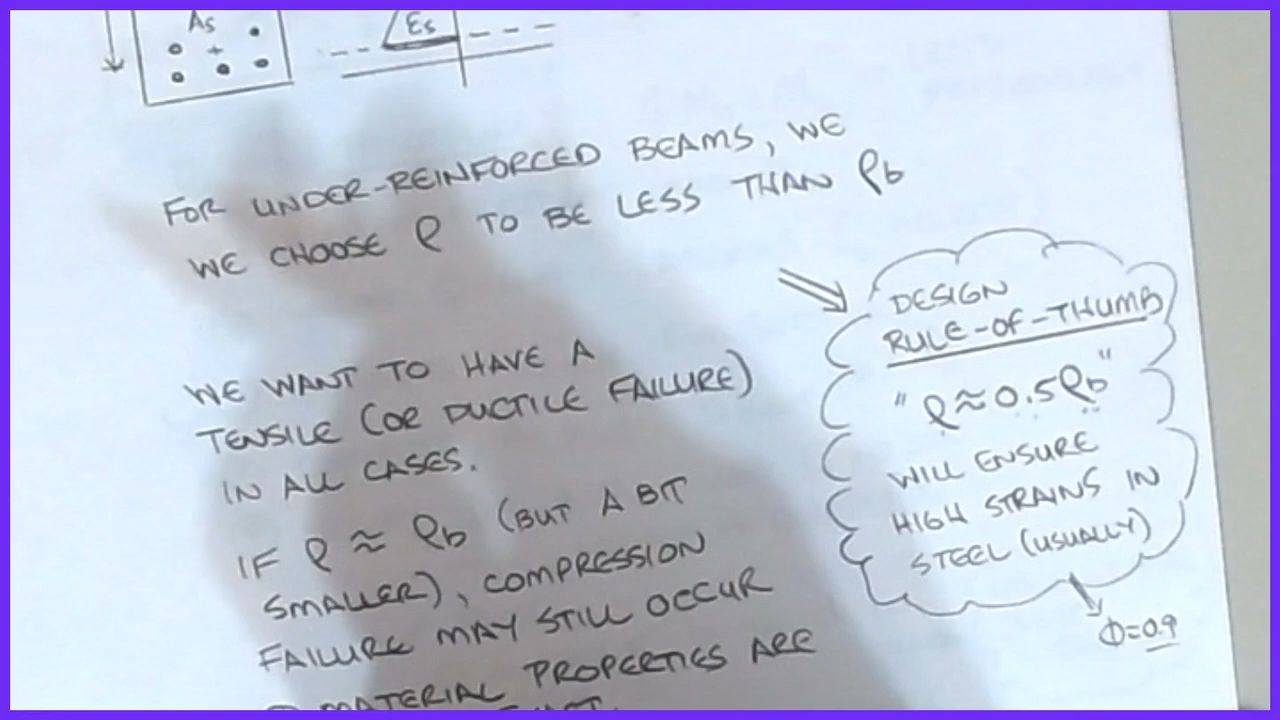 As
Es
FOR UNDER-REINFORCED BEAMS, WE
WE CHOOSE ρ TO BE LESS THAN ρb
WE WANT TO HAVE A
TENSILE (OR DUCTILE FAILURE)
IN ALL CASES.
IF ρ ≈ ρb (BUT A BIT
SMALLER), COMPRESSION
FAILURE MAY STILL OCCUR
MATERIAL PROPERTIES ARE
DESIGN
RULE-OF-THUMB
"ρ≈0.5ρb"
WILL ENSURE
HIGH STRAINS IN
STEEL (USUALLY)
Φ=0.9